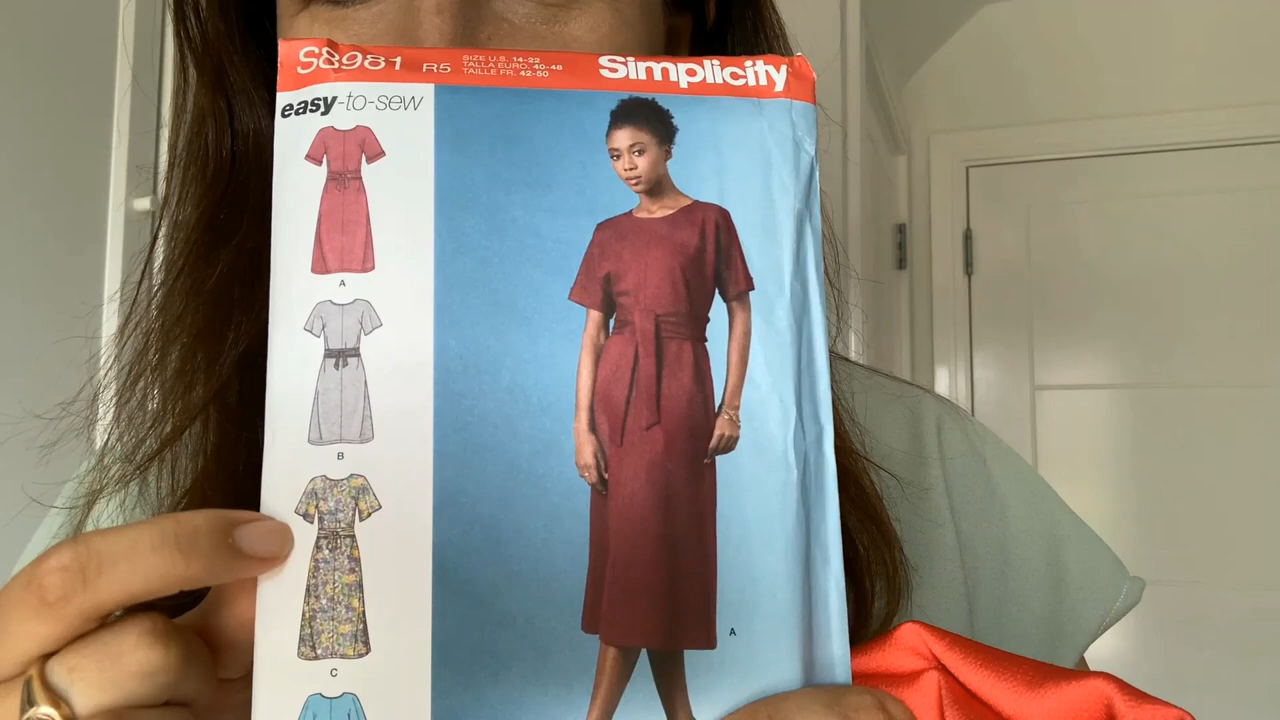 S8981 R5 SIZE U.S. 14-22 Simplicity
TALLA EURO. 40-48
TAILLE FR. 42-50
easy-to-sew
A
B
C
A